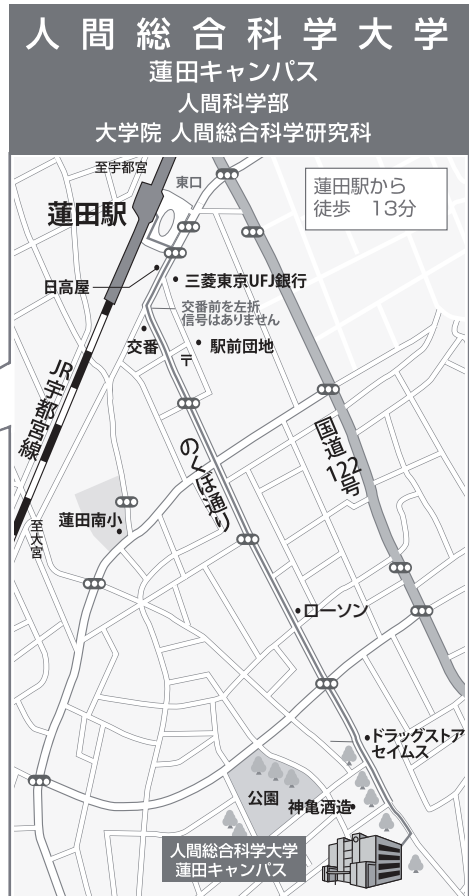 人間総合科学大学
蓮田キャンパス
人間科学部
大学院 人間総合科学研究科
至宇都宮
東口
蓮田駅
蓮田駅から
徒歩 13分
日高屋
三菱東京UFJ銀行
交番前を左折
信号はありません
交番
駅前団地
〒
JR宇都宮線
国道122号
のくぼ通り
蓮田南小
至大宮
ローソン
ドラッグストア
セイムス
公園
神亀酒造
人間総合科学大学
蓮田キャンパス